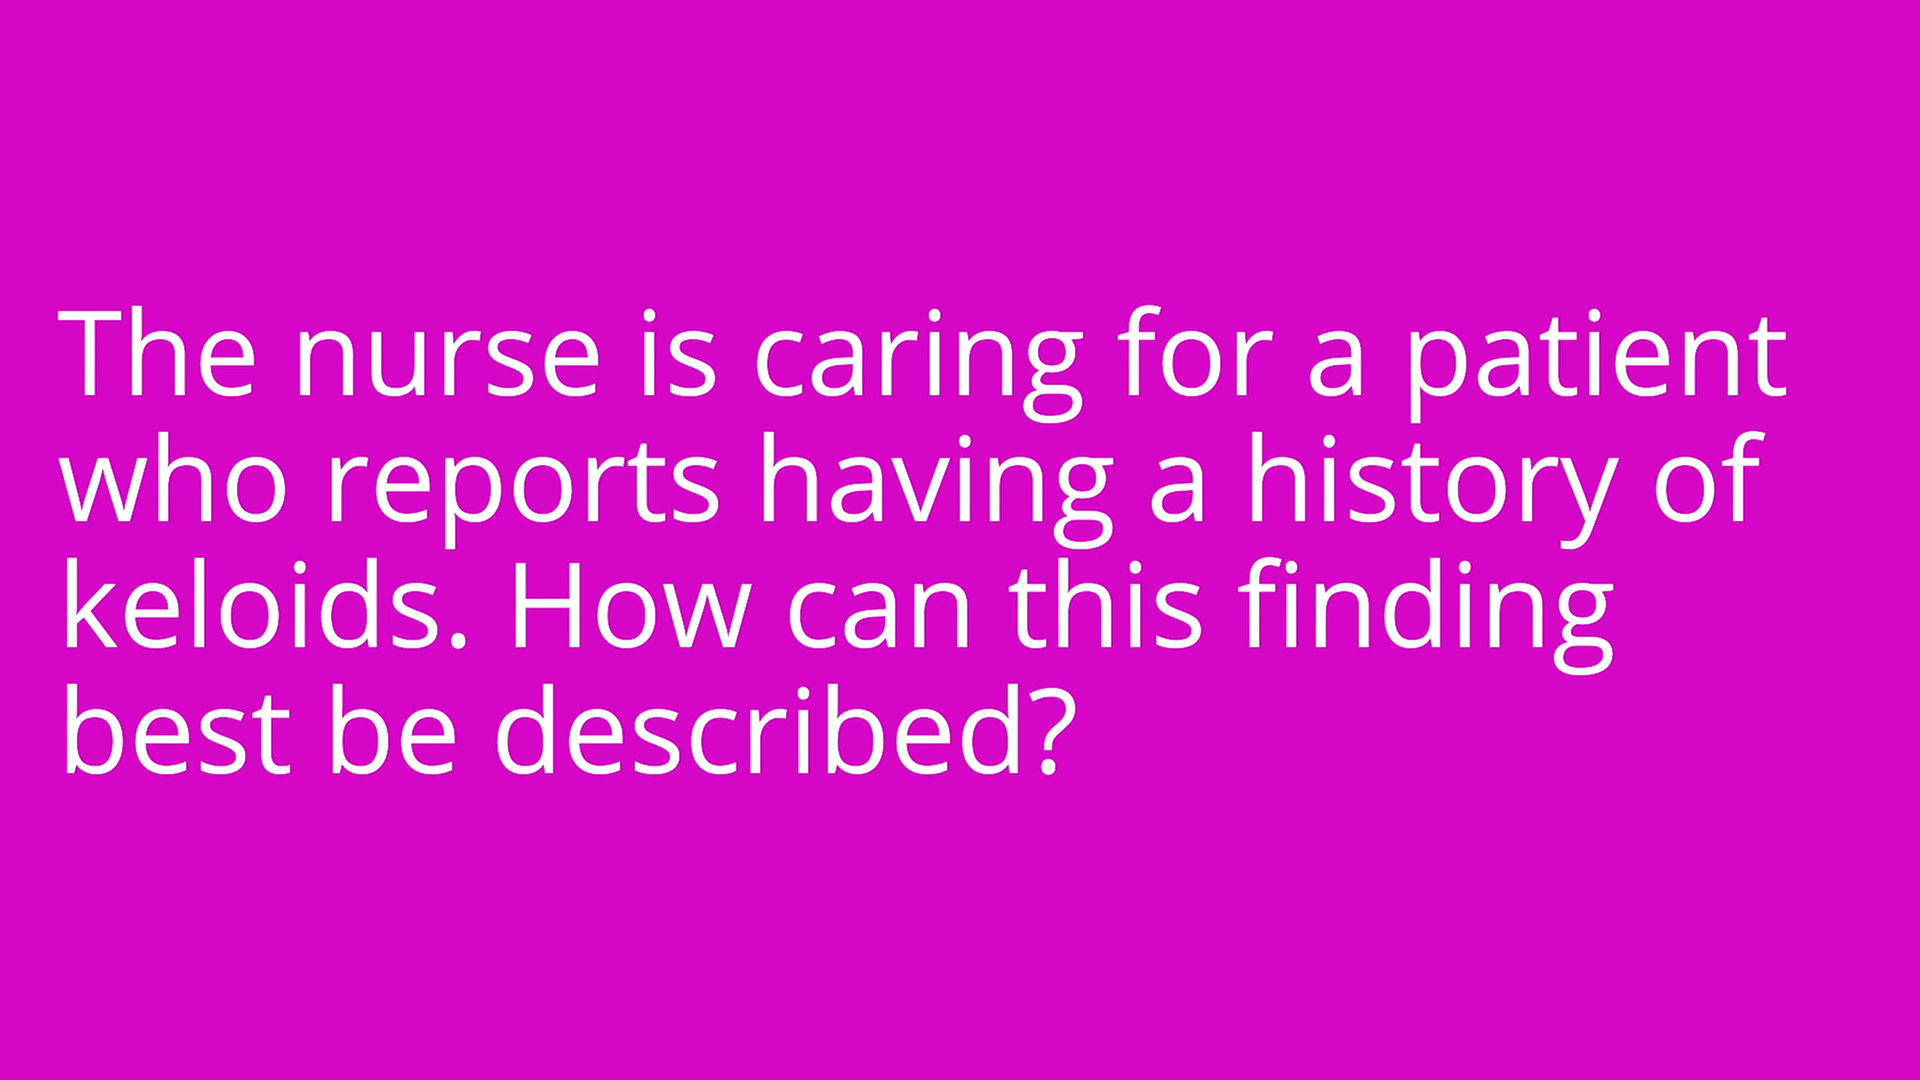 The nurse is caring for a patient
who reports having a history of
keloids. How can this finding
best be described?